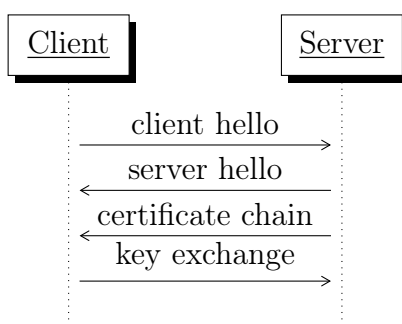 Client
Server
client hello
server hello
certificate chain
key exchange